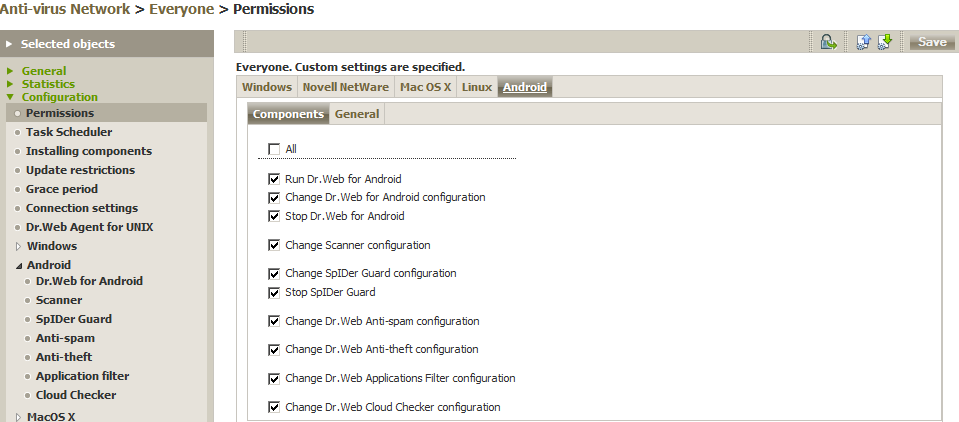 Anti-virus Network > Everyone > Permissions
Selected objects
General
Statistics
Configuration
Permissions
Task Scheduler
Installing components
Update restrictions
Grace period
Connection settings
Dr.Web Agent for UNIX
Windows
Android
Dr.Web for Android
Scanner
SpIDer Guard
Anti-spam
Anti-theft
Application filter
Cloud Checker
MacOS X
Save
Everyone. Custom settings are specified.
Windows Novell NetWare Mac OS X Linux Android
Components General
All
Run Dr.Web for Android
Change Dr.Web for Android configuration
Stop Dr.Web for Android
Change Scanner configuration
Change SpIDer Guard configuration
Stop SpIDer Guard
Change Dr.Web Anti-spam configuration
Change Dr.Web Anti-theft configuration
Change Dr.Web Applications Filter configuration
Change Dr.Web Cloud Checker configuration